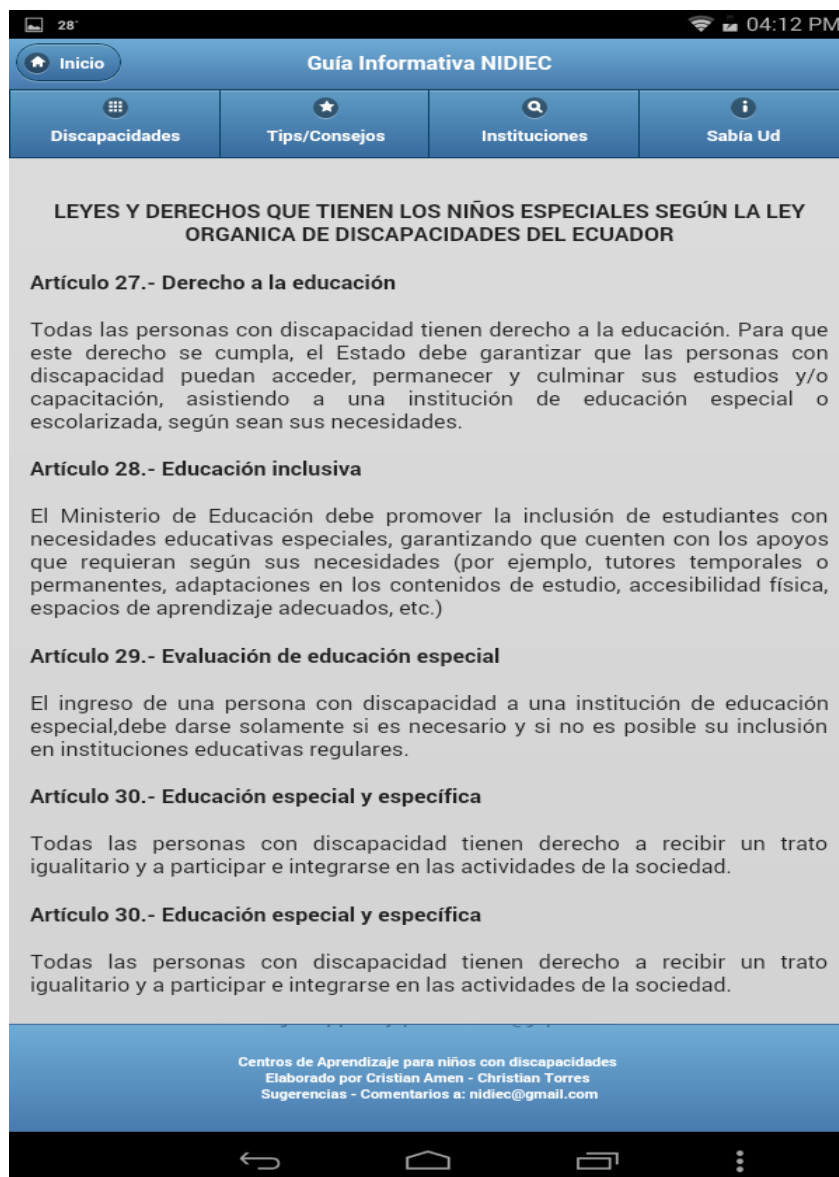 28°
04:12 PM
Inicio
Guía Informativa NIDIEC
Discapacidades
Tips/Consejos
Instituciones
Sabía Ud
LEYES Y DERECHOS QUE TIENEN LOS NIÑOS ESPECIALES SEGÚN LA LEY
ORGANICA DE DISCAPACIDADES DEL ECUADOR
Artículo 27.- Derecho a la educación
Todas las personas con discapacidad tienen derecho a la educación. Para que
este derecho se cumpla, el Estado debe garantizar que las personas con
discapacidad puedan acceder, permanecer y culminar sus estudios y/o
capacitación, asistiendo a una institución de educación especial o
escolarizada, según sean sus necesidades.
Artículo 28.- Educación inclusiva
El Ministerio de Educación debe promover la inclusión de estudiantes con
necesidades educativas especiales, garantizando que cuenten con los apoyos
que requieran según sus necesidades (por ejemplo, tutores temporales o
permanentes, adaptaciones en los contenidos de estudio, accesibilidad física,
espacios de aprendizaje adecuados, etc.)
Artículo 29.- Evaluación de educación especial
El ingreso de una persona con discapacidad a una institución de educación
especial,debe darse solamente si es necesario y si no es posible su inclusión
en instituciones educativas regulares.
Artículo 30.- Educación especial y específica
Todas las personas con discapacidad tienen derecho a recibir un trato
igualitario y a participar e integrarse en las actividades de la sociedad.
Artículo 30.- Educación especial y específica
Todas las personas con discapacidad tienen derecho a recibir un trato
igualitario y a participar e integrarse en las actividades de la sociedad.
Centros de Aprendizaje para niños con discapacidades
Elaborado por Cristian Amen - Christian Torres
Sugerencias - Comentarios a: nidiec@gmail.com